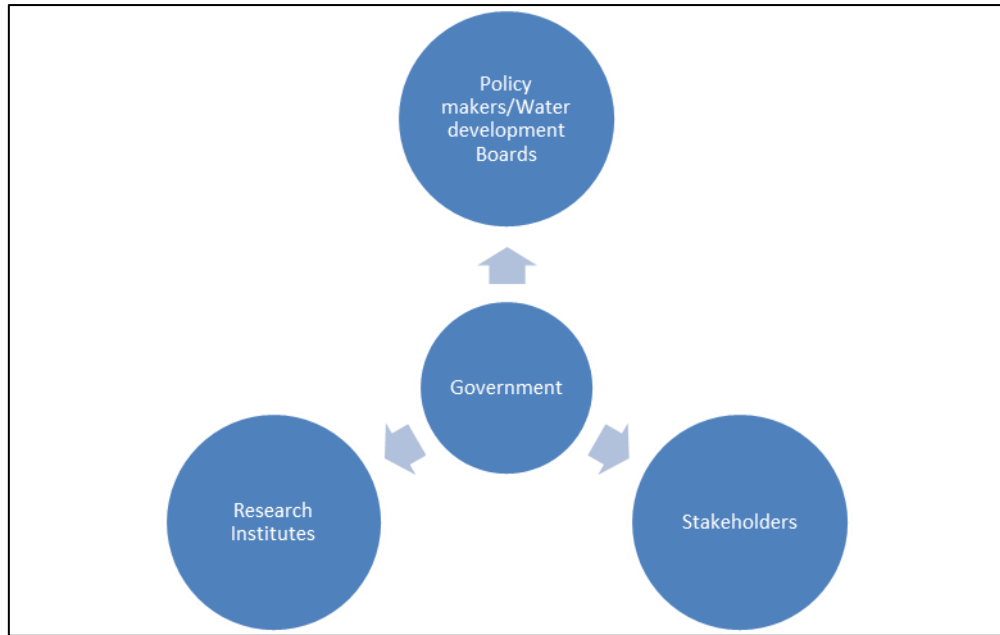 Policy
makers/Water
development
Boards
Government
Research
Institutes
Stakeholders